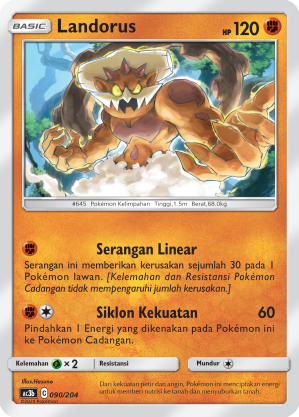 BASIC Landorus HP 120
#645 Pokémon Kelimpahan Tinggi,1.5m Berat,68.0kg
Serangan Linear
Serangan ini memberikan kerusakan sejumlah 30 pada 1
Pokémon lawan. [Kelemahan dan Resistansi Pokémon
Cadangan tidak mempengaruhi jumlah kerusakan.]
Siklon Kekuatan 60
Pindahkan 1 Energi yang dikenakan pada Pokémon ini
ke Pokémon Cadangan.
Kelemahan ×2 Resistansi Mundur
Illus.Hasuno
Dari kekuatan petir dan angin, Pokémon ini menciptakan energi
untuk memberi nutrisi pada tanah dan menyuburkan tanah.
090/204